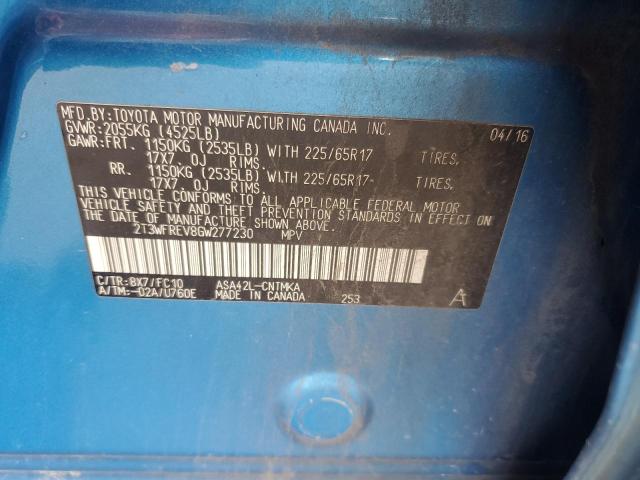 MFD.BY:TOYOTA MOTOR MANUFACTURING CANADA INC. 04/16
GVWR:2055KG (4525LB)
GAWR:FRT. 1150KG (2535LB) WITH 225/65R17 TIRES,
17X7.0J RIMS.
RR. 1150KG (2535LB) WITH 225/65R17 TIRES,
17X7.0J RIMS.
THIS VEHICLE CONFORMS TO ALL APPLICABLE FEDERAL MOTOR
VEHICLE SAFETY AND THEFT PREVENTION STANDARDS IN EFFECT ON
THE DATE OF MANUFACTURE SHOWN ABOVE.
2T3WFREV8GW277230 MPV
C/TR:8X7/FC10 ASA42L-CNTMKA
A/TM:-02A/U760E MADE IN CANADA 253 A